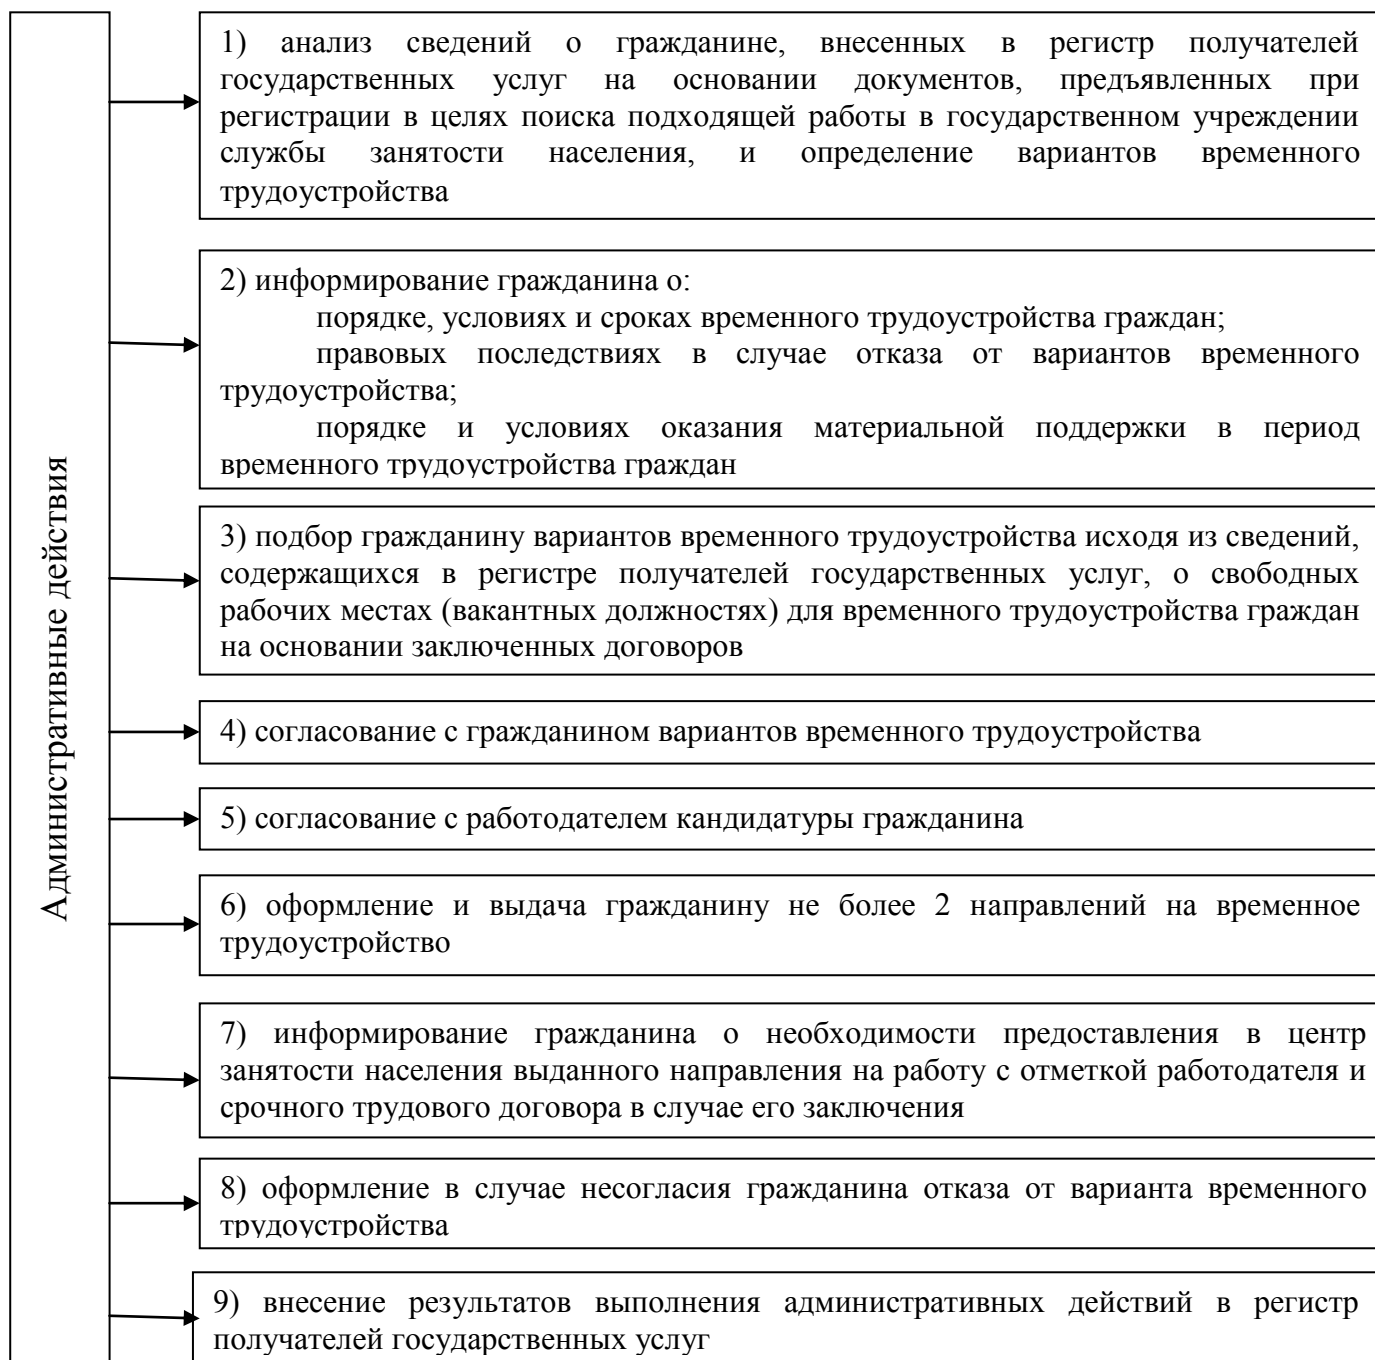 Административные действия
1) анализ сведений о гражданине, внесенных в регистр получателей
государственных услуг на основании документов, предъявленных при
регистрации в целях поиска подходящей работы в государственном учреждении
службы занятости населения, и определение вариантов временного
трудоустройства
2) информирование гражданина о:
порядке, условиях и сроках временного трудоустройства граждан;
правовых последствиях в случае отказа от вариантов временного
трудоустройства;
порядке и условиях оказания материальной поддержки в период
временного трудоустройства граждан
3) подбор гражданину вариантов временного трудоустройства исходя из сведений,
содержащихся в регистре получателей государственных услуг, о свободных
рабочих местах (вакантных должностях) для временного трудоустройства граждан
на основании заключенных договоров
4) согласование с гражданином вариантов временного трудоустройства
5) согласование с работодателем кандидатуры гражданина
6) оформление и выдача гражданину не более 2 направлений на временное
трудоустройство
7) информирование гражданина о необходимости предоставления в центр
занятости населения выданного направления на работу с отметкой работодателя и
срочного трудового договора в случае его заключения
8) оформление в случае несогласия гражданина отказа от варианта временного
трудоустройства
9) внесение результатов выполнения административных действий в регистр
получателей государственных услуг